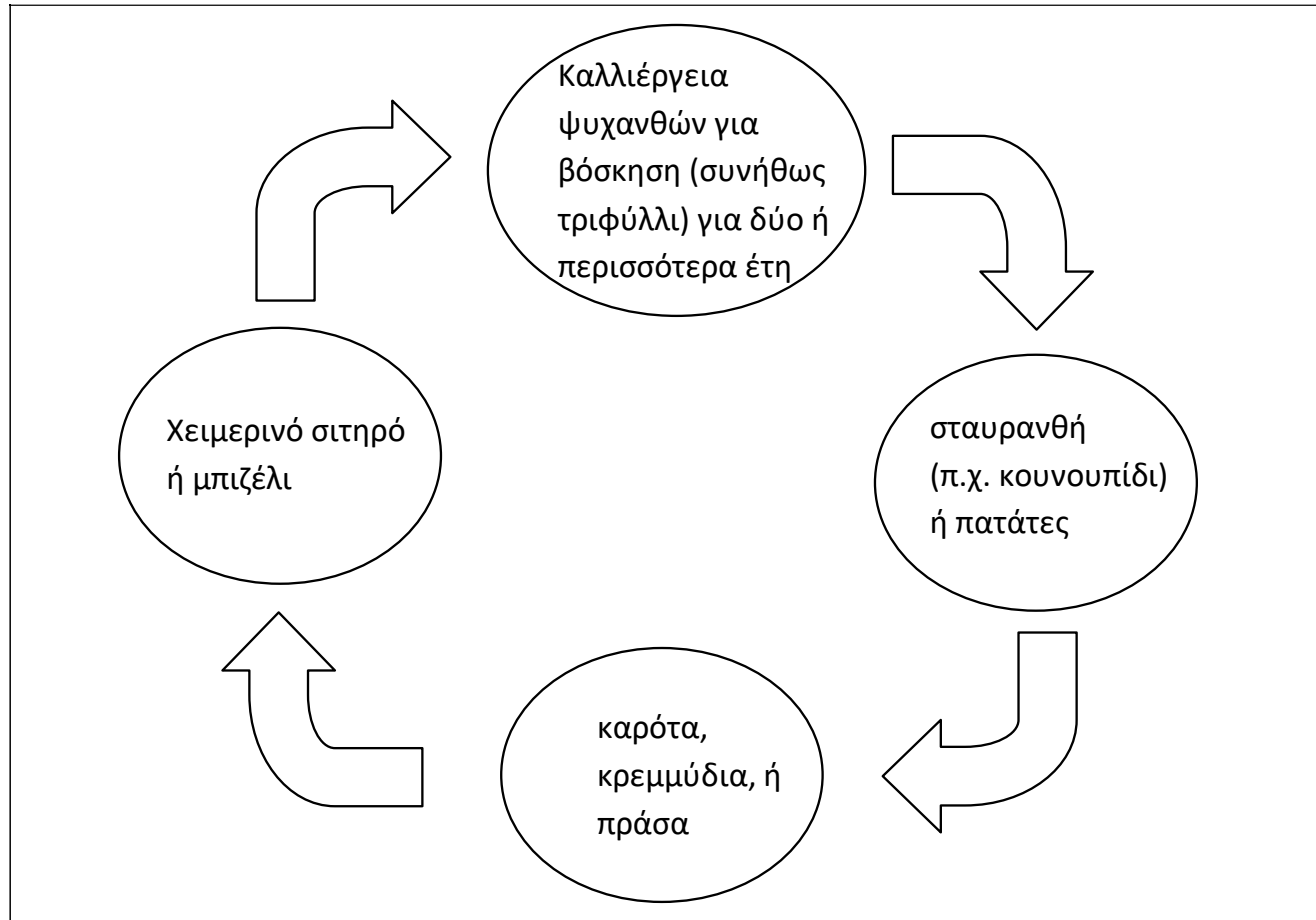 Καλλιέργεια
ψυχανθών για
βόσκηση (συνήθως
τριφύλλι) για δύο ή
περισσότερα έτη
σταυρανθή
(π.χ. κουνουπίδι)
ή πατάτες
καρότα,
κρεμμύδια, ή
πράσα
Χειμερινό σιτηρό
ή μπιζέλι